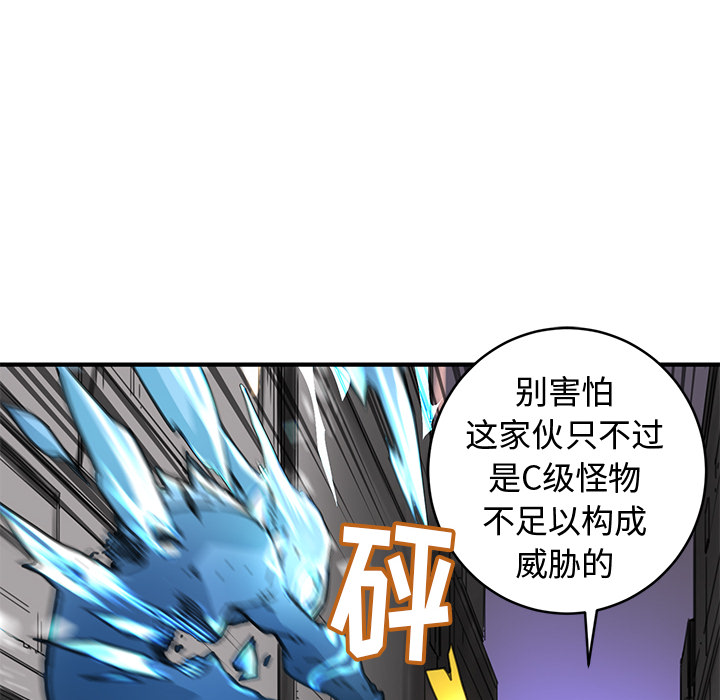 别害怕
这家伙只不过
是C级怪物
不足以构成
威胁的
砰